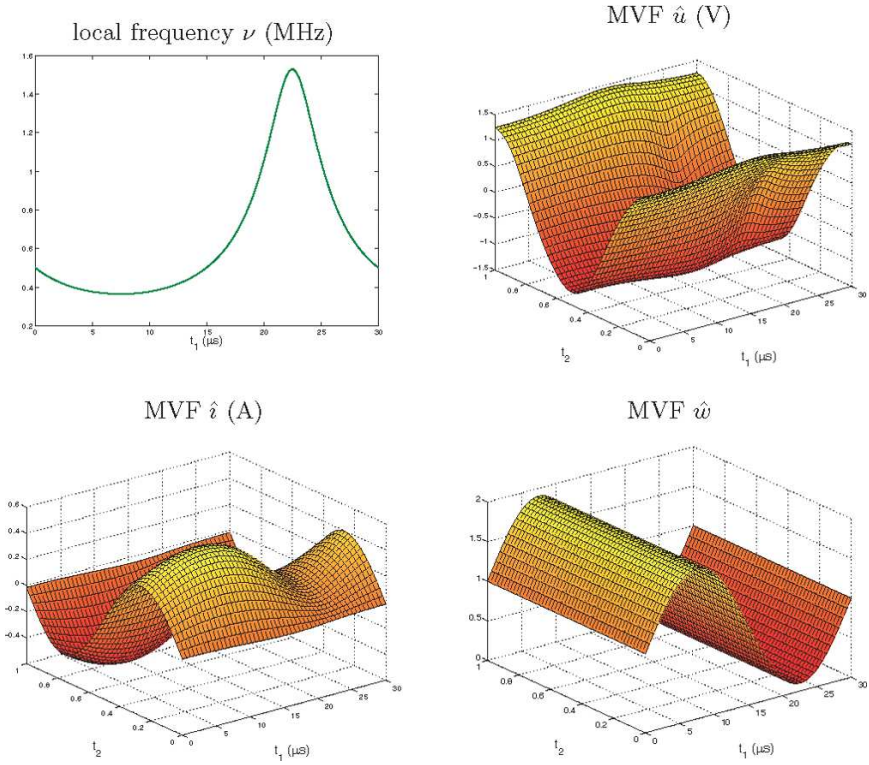 local frequency ν (MHz)
1.6
1.4
1.2
1
0.8
0.6
0.4
0.2
0 5 10 15 20 25 30
t₁ (μs)
MVF û (V)
1.5
1
0.5
0
−0.5
−1
−1.5
1 0.8 0.6 0.4 0.2 0
t₂
0 5 10 15 20 25 30
t₁ (μs)
MVF î (A)
0.6
0.4
0.2
0
−0.2
−0.4
1 0.8 0.6 0.4 0.2 0
t₂
0 5 10 15 20 25 30
t₁ (μs)
MVF ŵ
2
1.5
1
0.5
0
1 0.8 0.6 0.4 0.2 0
t₂
0 5 10 15 20 25 30
t₁ (μs)